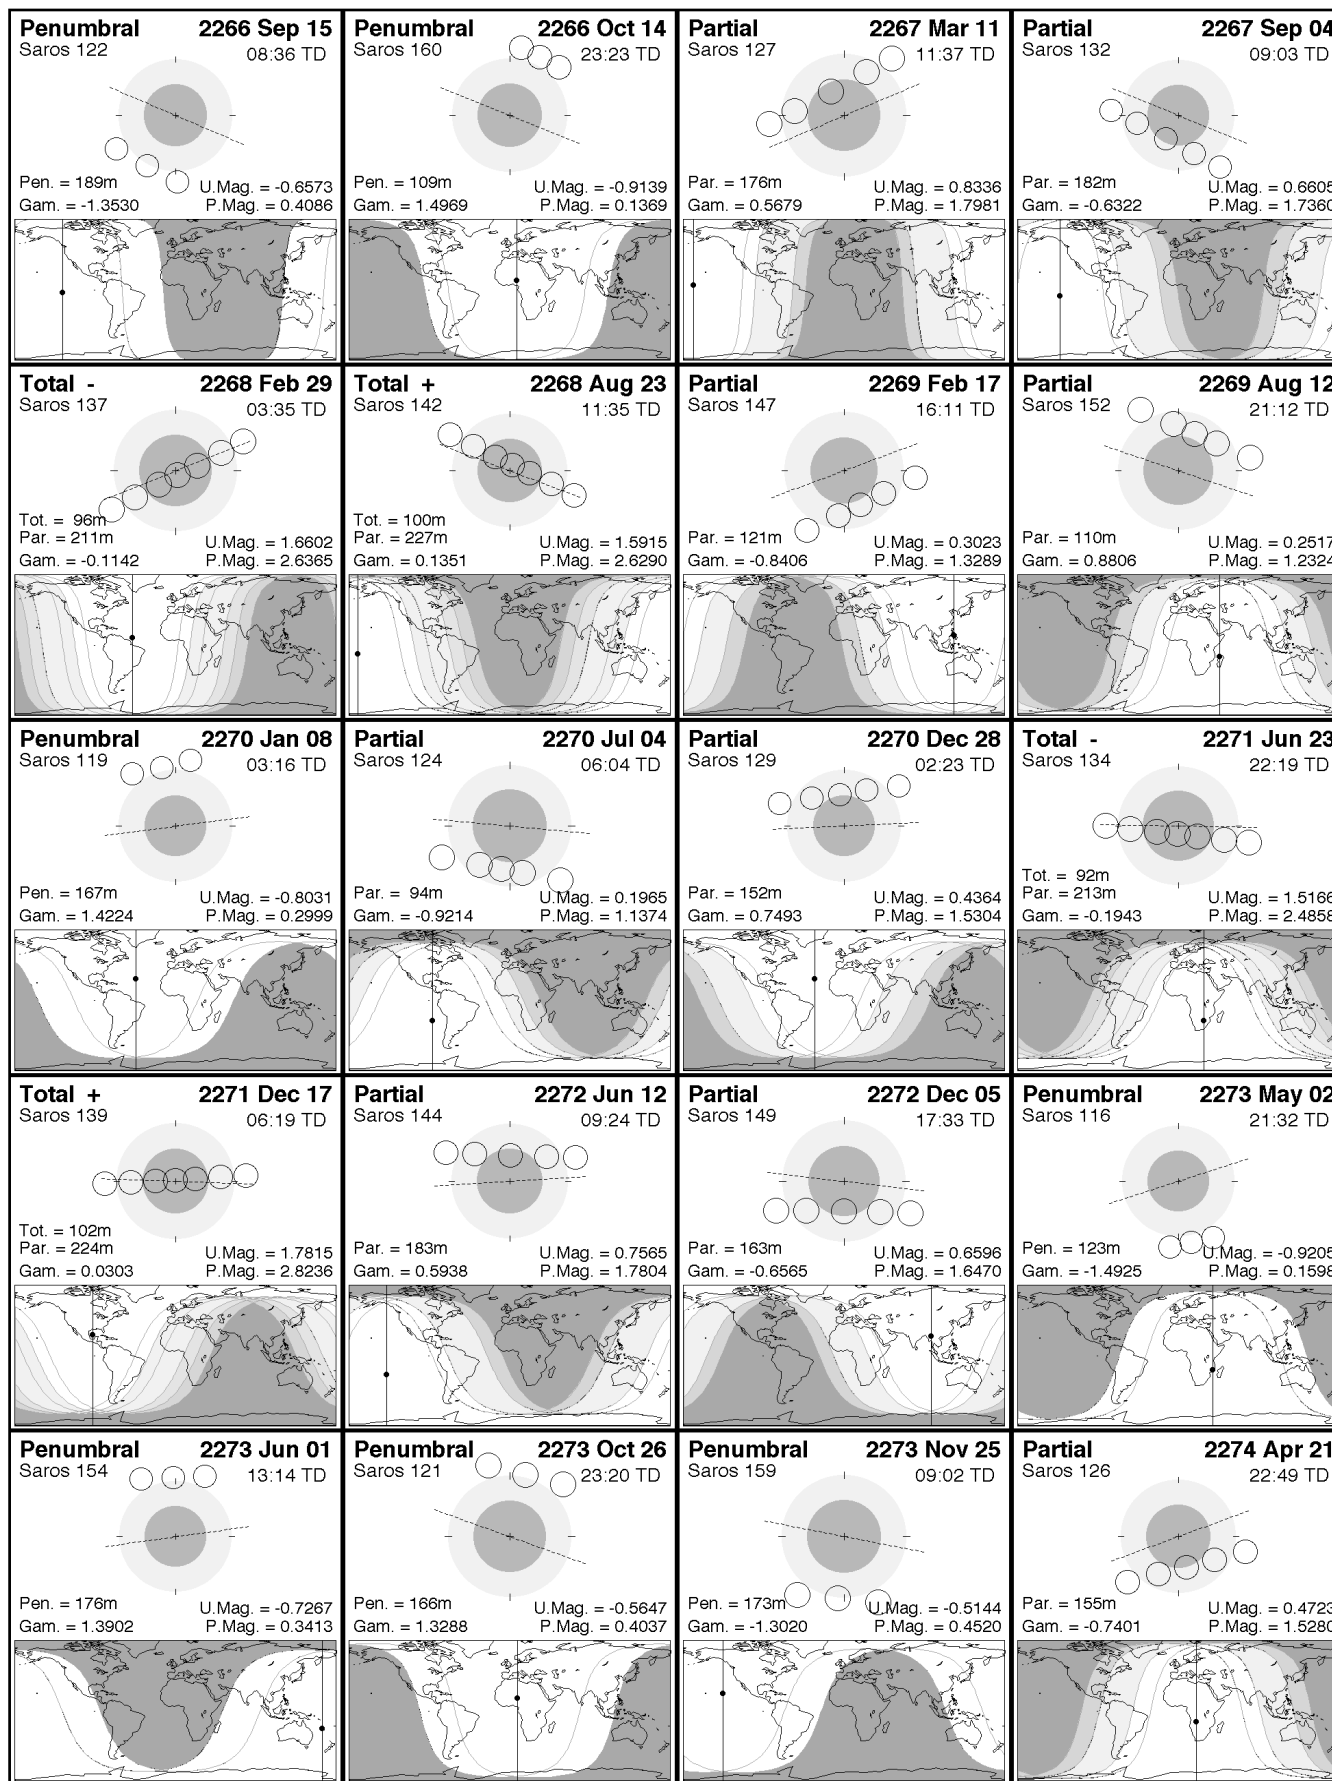 Penumbral 2266 Sep 15
Saros 122 08:36 TD
Pen. = 189m U.Mag. = -0.6573
Gam. = -1.3530 P.Mag. = 0.4086
Penumbral 2266 Oct 14
Saros 160 23:23 TD
Pen. = 109m U.Mag. = -0.9139
Gam. = 1.4969 P.Mag. = 0.1369
Partial 2267 Mar 11
Saros 127 11:37 TD
Par. = 176m U.Mag. = 0.8336
Gam. = 0.5679 P.Mag. = 1.7981
Partial 2267 Sep 04
Saros 132 09:03 TD
Par. = 182m U.Mag. = 0.6605
Gam. = -0.6322 P.Mag. = 1.7360
Total - 2268 Feb 29
Saros 137 03:35 TD
Tot. = 96m
Par. = 211m U.Mag. = 1.6602
Gam. = -0.1142 P.Mag. = 2.6365
Total + 2268 Aug 23
Saros 142 11:35 TD
Tot. = 100m
Par. = 227m U.Mag. = 1.5915
Gam. = 0.1351 P.Mag. = 2.6290
Partial 2269 Feb 17
Saros 147 16:11 TD
Par. = 121m U.Mag. = 0.3023
Gam. = -0.8406 P.Mag. = 1.3289
Partial 2269 Aug 12
Saros 152 21:12 TD
Par. = 110m U.Mag. = 0.2517
Gam. = 0.8806 P.Mag. = 1.2324
Penumbral 2270 Jan 08
Saros 119 03:16 TD
Pen. = 167m U.Mag. = -0.8031
Gam. = 1.4224 P.Mag. = 0.2999
Partial 2270 Jul 04
Saros 124 06:04 TD
Par. = 94m U.Mag. = 0.1965
Gam. = -0.9214 P.Mag. = 1.1374
Partial 2270 Dec 28
Saros 129 02:23 TD
Par. = 152m U.Mag. = 0.4364
Gam. = 0.7493 P.Mag. = 1.5304
Total - 2271 Jun 23
Saros 134 22:19 TD
Tot. = 92m
Par. = 213m U.Mag. = 1.5166
Gam. = -0.1943 P.Mag. = 2.4858
Total + 2271 Dec 17
Saros 139 06:19 TD
Tot. = 102m
Par. = 224m U.Mag. = 1.7815
Gam. = 0.0303 P.Mag. = 2.8236
Partial 2272 Jun 12
Saros 144 09:24 TD
Par. = 183m U.Mag. = 0.7565
Gam. = 0.5938 P.Mag. = 1.7804
Partial 2272 Dec 05
Saros 149 17:33 TD
Par. = 163m U.Mag. = 0.6596
Gam. = -0.6565 P.Mag. = 1.6470
Penumbral 2273 May 02
Saros 116 21:32 TD
Pen. = 123m U.Mag. = -0.9205
Gam. = -1.4925 P.Mag. = 0.1598
Penumbral 2273 Jun 01
Saros 154 13:14 TD
Pen. = 176m U.Mag. = -0.7267
Gam. = 1.3902 P.Mag. = 0.3413
Penumbral 2273 Oct 26
Saros 121 23:20 TD
Pen. = 166m U.Mag. = -0.5647
Gam. = 1.3288 P.Mag. = 0.4037
Penumbral 2273 Nov 25
Saros 159 09:02 TD
Pen. = 173m U.Mag. = -0.5144
Gam. = -1.3020 P.Mag. = 0.4520
Partial 2274 Apr 21
Saros 126 22:49 TD
Par. = 155m U.Mag. = 0.4723
Gam. = -0.7401 P.Mag. = 1.5280